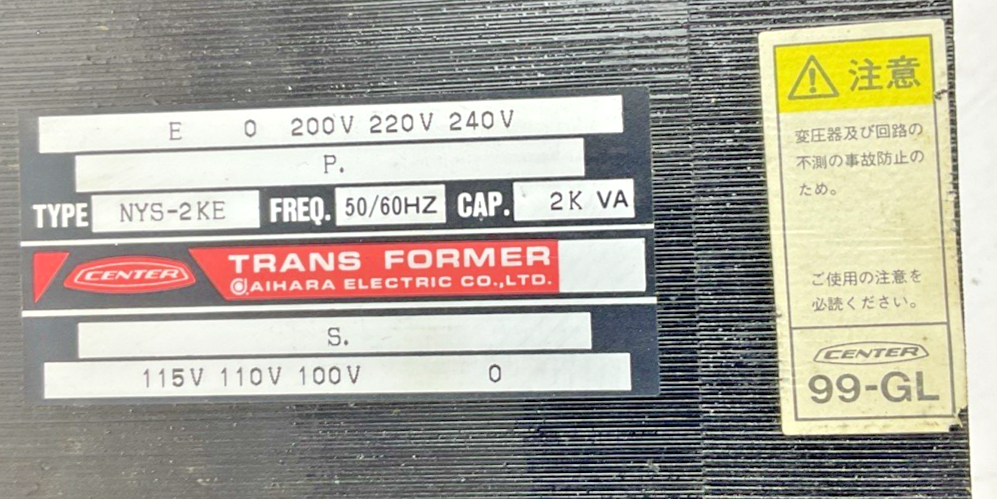 E 0 200V 220V 240V
P.
TYPE NYS-2KE FREQ. 50/60HZ CAP. 2K VA
CENTER TRANS FORMER
AIHARA ELECTRIC CO.,LTD.
S.
115V 110V 100V 0
注意
変圧器及び回路の
不測の事故防止の
ため。
ご使用の注意を
必読ください。
CENTER
99-GL